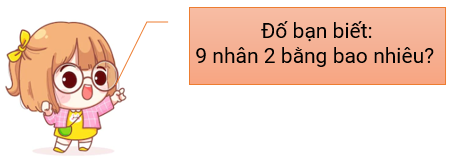 Đố bạn biết:
9 nhân 2 bằng bao nhiêu?